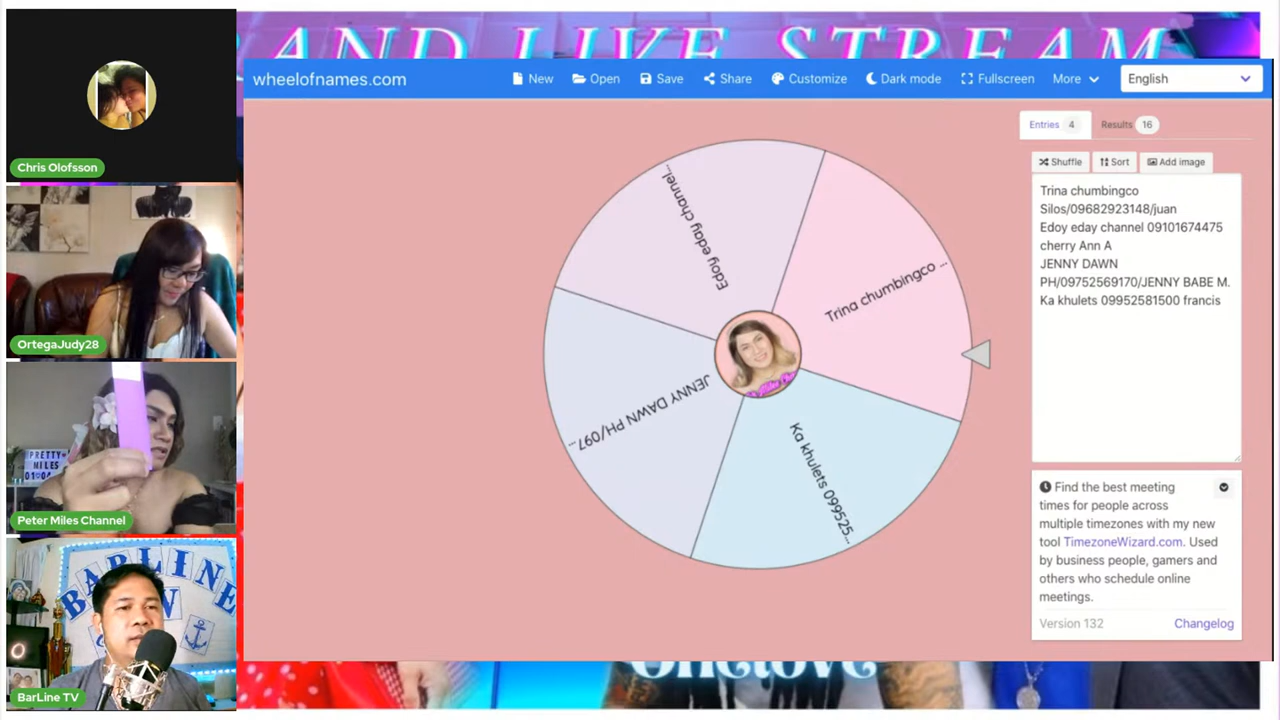 AND LIVE STREAM
wheelofnames.com
New
Open
Save
Share
Customize
Dark mode
Fullscreen
More
English
Entries 4
Results 16
Shuffle
Sort
Add image
Trina chumbingco
Silos/09682923148/juan
Edoy eday channel 09101674475
cherry Ann A
JENNY DAWN
PH/09752569170/JENNY BABE M.
Ka khulets 09952581500 francis
Edoy eday channel...
Trina chumbingco ...
JENNY DAWN PH/097...
Ka khulets 099525...
Find the best meeting
times for people across
multiple timezones with my new
tool TimezoneWizard.com. Used
by business people, gamers and
others who schedule online
meetings.
Version 132
Changelog
Chris Olofsson
OrtegaJudy28
PRETTY
MILES
Peter Miles Channel
BARLINE
BarLine TV
Onelove